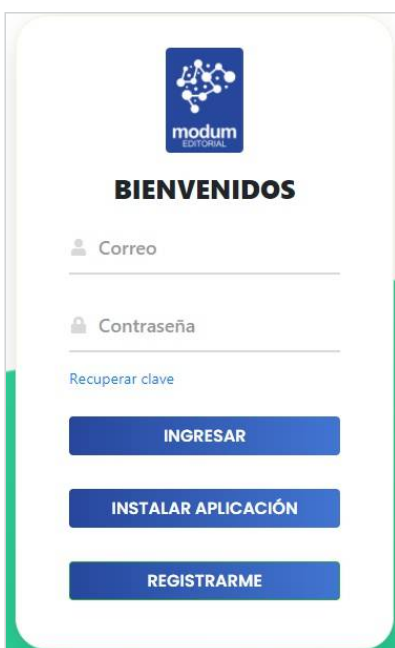 modum
EDITORIAL
BIENVENIDOS
Correo
Contraseña
Recuperar clave
INGRESAR
INSTALAR APLICACIÓN
REGISTRARME